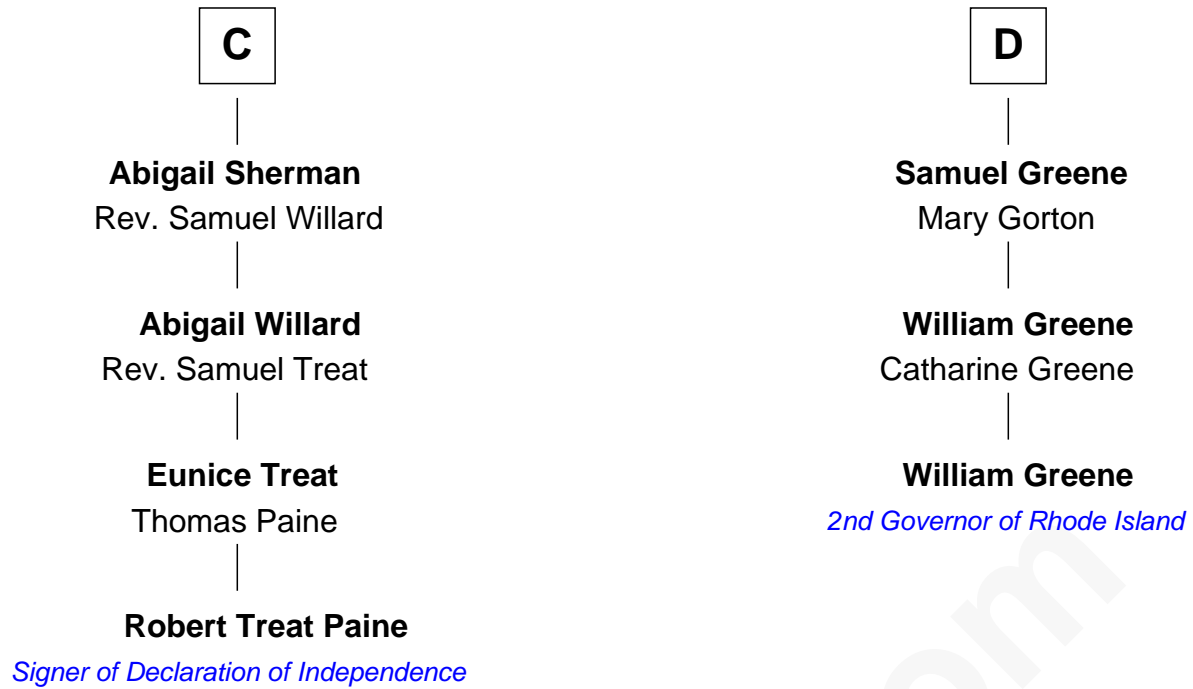 C
Abigail Sherman
Rev. Samuel Willard
Abigail Willard
Rev. Samuel Treat
Eunice Treat
Thomas Paine
Robert Treat Paine
Signer of Declaration of Independence
D
Samuel Greene
Mary Gorton
William Greene
Catharine Greene
William Greene
2nd Governor of Rhode Island
om